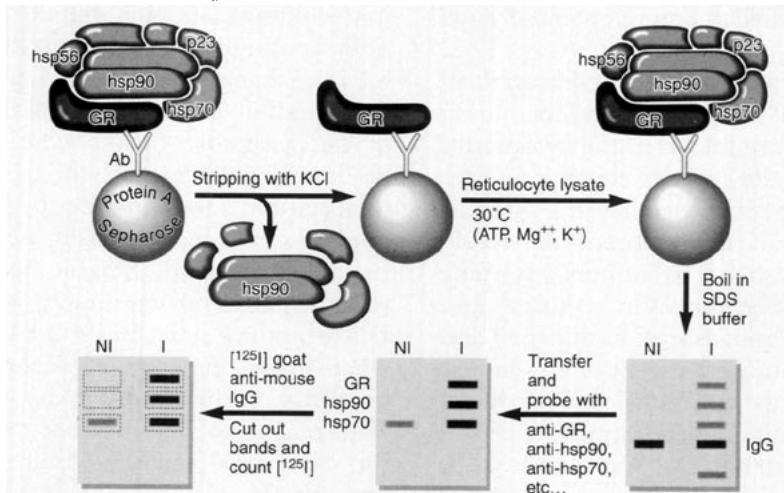 hsp56
p23
hsp90
hsp70
GR
Ab
Protein A
Sepharose
Stripping with KCl
hsp90
Reticulocyte lysate
30°C
(ATP, Mg++, K+)
hsp56
p23
hsp90
hsp70
GR
Boil in
SDS
buffer
NI
I
[125I] goat
anti-mouse
IgG
Cut out
bands and
count [125I]
NI
I
GR
hsp90
hsp70
Transfer
and
probe with
anti-GR,
anti-hsp90,
anti-hsp70,
etc...
NI
I
IgG